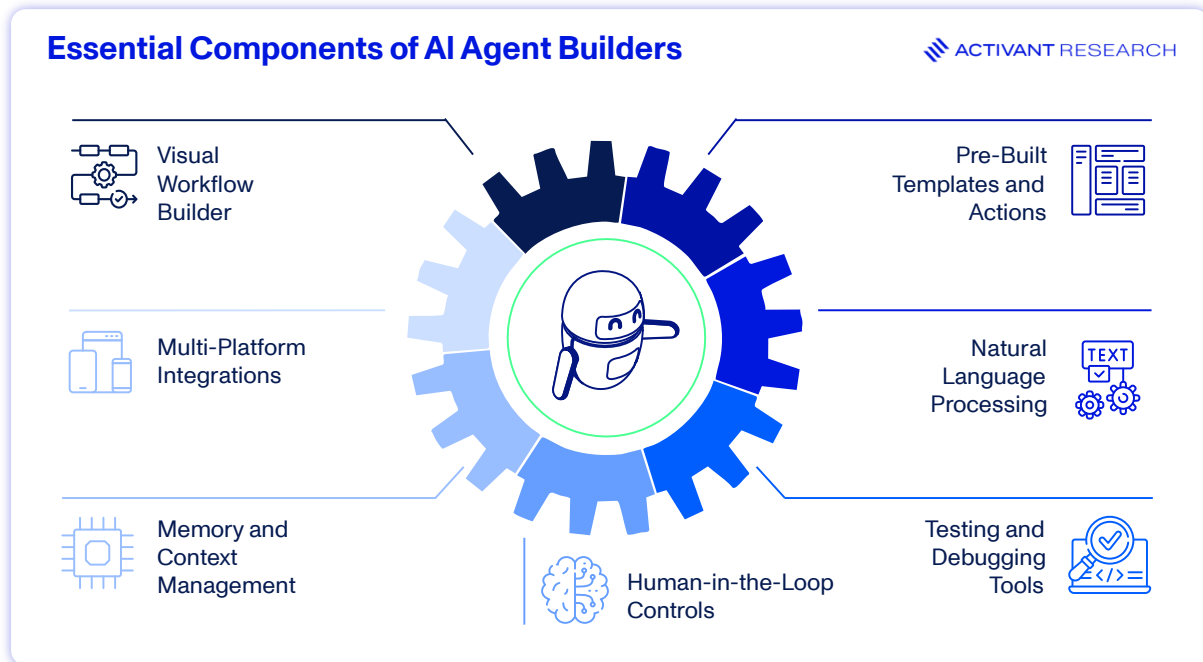 Essential Components of AI Agent Builders
ACTIVANT RESEARCH
Visual
Workflow
Builder
Pre-Built
Templates and
Actions
Multi-Platform
Integrations
Natural
Language
Processing
TEXT
Memory and
Context
Management
Human-in-the-Loop
Controls
Testing and
Debugging
Tools
<//>